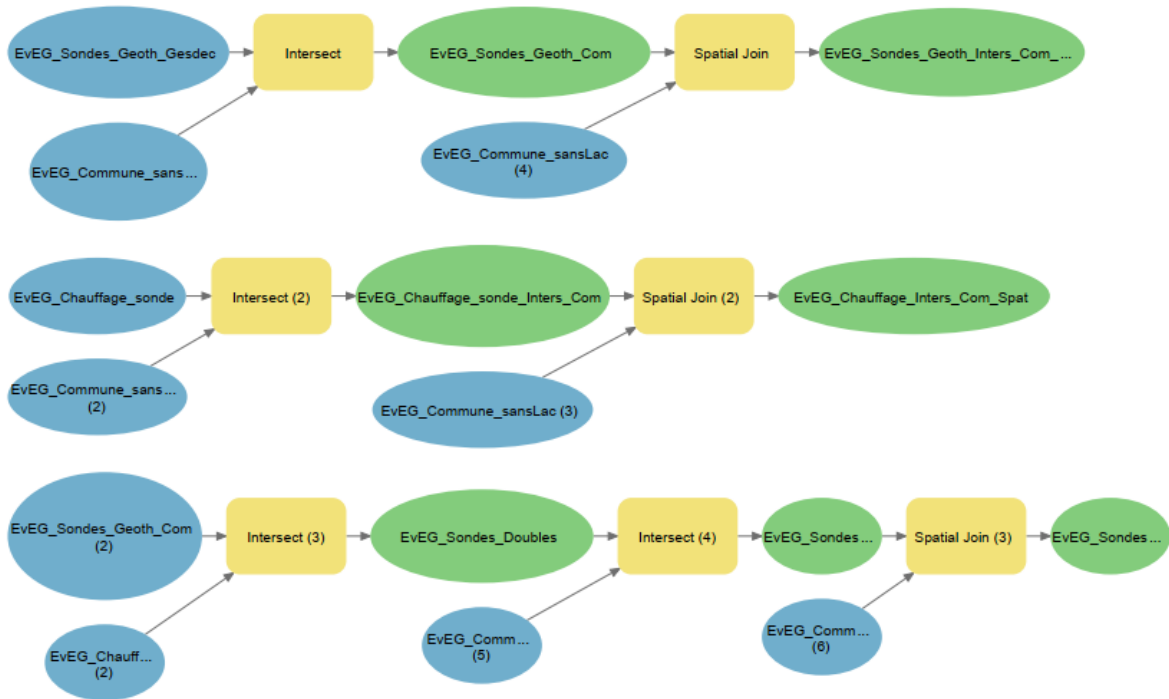 EvEG_Sondes_Geoth_Gesdec
Intersect
EvEG_Sondes_Geoth_Com
Spatial Join
EvEG_Sondes_Geoth_Inters_Com_...
EvEG_Commune_sans...
EvEG_Commune_sansLac
(4)
EvEG_Chauffage_sonde
Intersect (2)
EvEG_Chauffage_sonde_Inters_Com
Spatial Join (2)
EvEG_Chauffage_Inters_Com_Spat
EvEG_Commune_sans...
(2)
EvEG_Commune_sansLac (3)
EvEG_Sondes_Geoth_Com
(2)
Intersect (3)
EvEG_Sondes_Doubles
Intersect (4)
EvEG_Sondes...
Spatial Join (3)
EvEG_Sondes...
EvEG_Chauff...
(2)
EvEG_Comm...
(5)
EvEG_Comm...
(6)